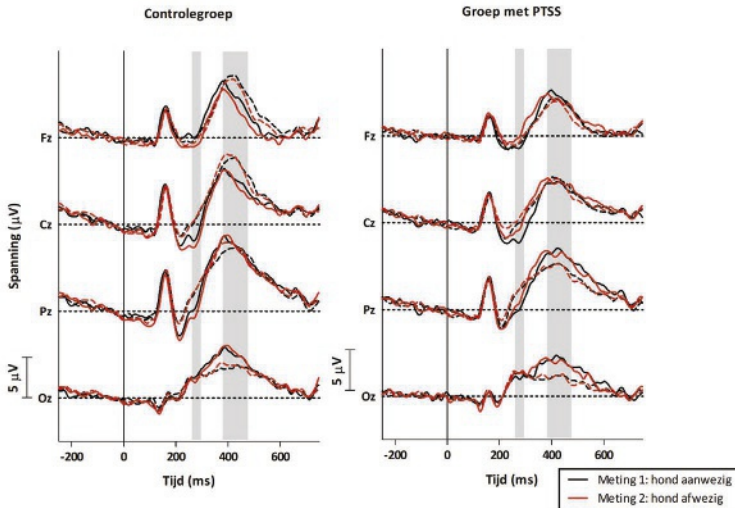 Controlegroep
Groep met PTSS
Spanning (µV)
Fz
Cz
Pz
Oz
5 µV
-200 0 200 400 600
Tijd (ms)
Fz
Cz
Pz
Oz
5 µV
-200 0 200 400 600
Tijd (ms)
Meting 1: hond aanwezig
Meting 2: hond afwezig